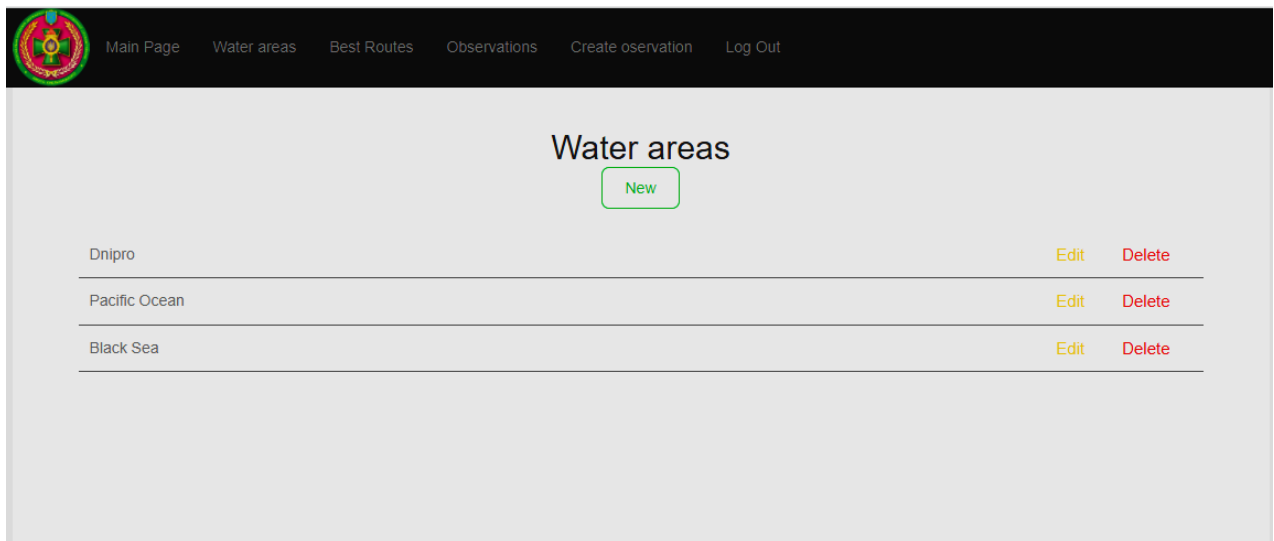 Main Page Water areas Best Routes Observations Create oservation Log Out
Water areas
New
Dnipro Edit Delete
Pacific Ocean Edit Delete
Black Sea Edit Delete